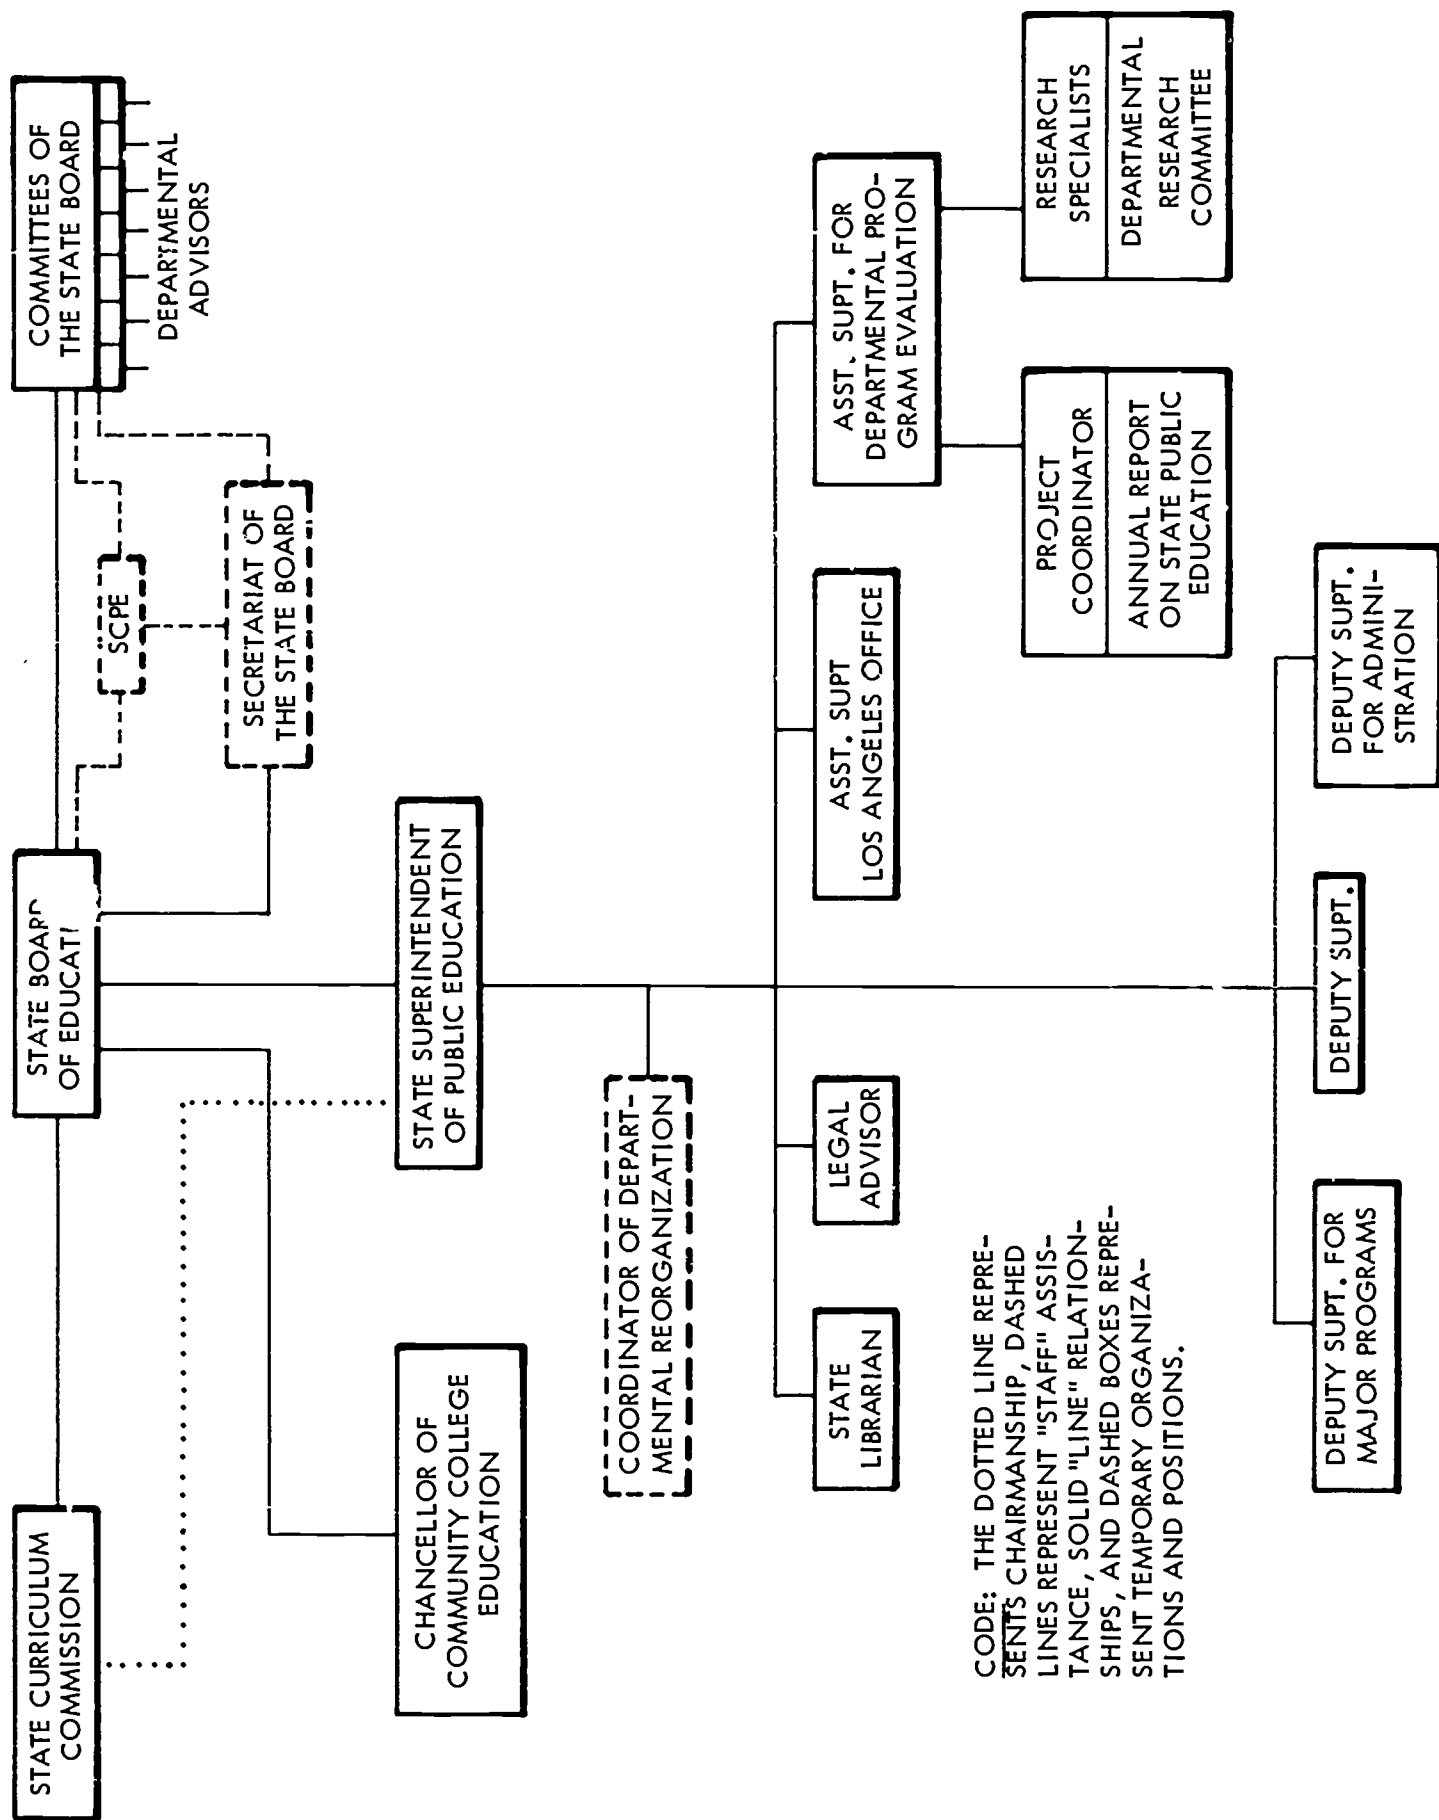 STATE CURRICULUM
COMMISSION
STATE BOARD
OF EDUCATI
COMMITTEES OF
THE STATE BOARD
DEPARTMENTAL
ADVISORS
SCPE
SECRETARIAT OF
THE STATE BOARD
CHANCELLOR OF
COMMUNITY COLLEGE
EDUCATION
STATE SUPERINTENDENT
OF PUBLIC EDUCATION
COORDINATOR OF DEPART-
MENTAL REORGANIZATION
STATE
LIBRARIAN
LEGAL
ADVISOR
ASST. SUPT
LOS ANGELES OFFICE
ASST. SUPT. FOR
DEPARTMENTAL PRO-
GRAM EVALUATION
PROJECT
COORDINATOR
ANNUAL REPORT
ON STATE PUBLIC
EDUCATION
RESEARCH
SPECIALISTS
DEPARTMENTAL
RESEARCH
COMMITTEE
CODE: THE DOTTED LINE REPRE-
SENTS CHAIRMANSHIP, DASHED
LINES REPRESENT "STAFF" ASSIS-
TANCE, SOLID "LINE" RELATION-
SHIPS, AND DASHED BOXES REPRE-
SENT TEMPORARY ORGANIZA-
TIONS AND POSITIONS.
DEPUTY SUPT. FOR
MAJOR PROGRAMS
DEPUTY SUPT.
DEPUTY SUPT.
FOR ADMINI-
STRATION